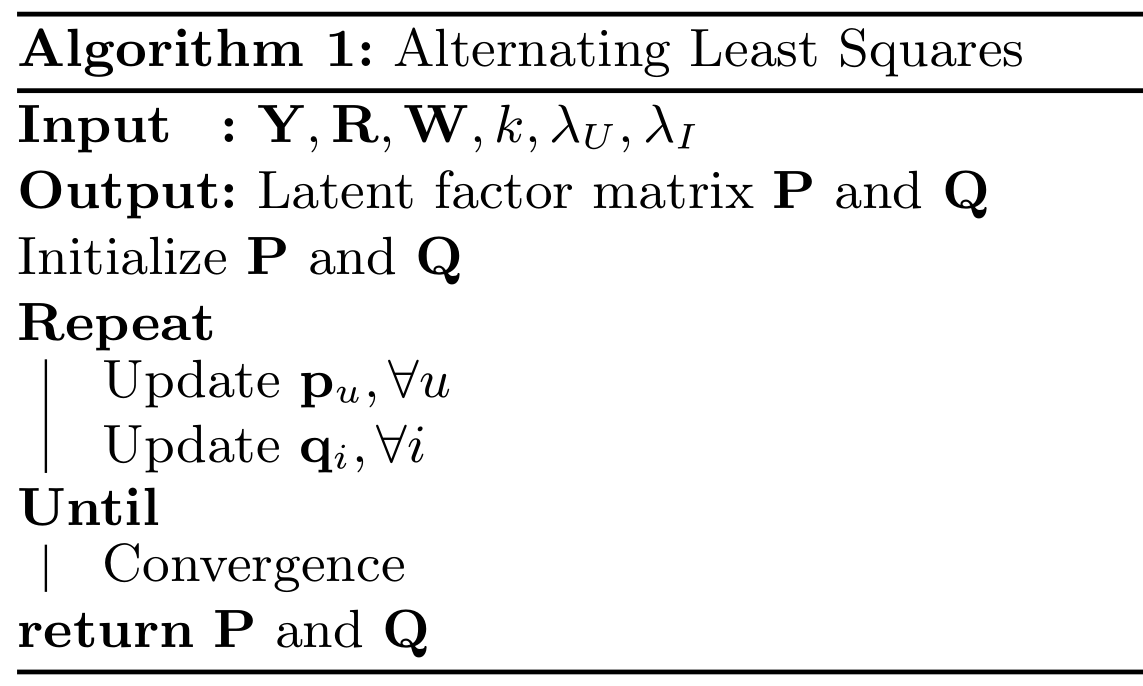 Algorithm 1: Alternating Least Squares
Input : Y, R, W, k, λ_U, λ_I
Output: Latent factor matrix P and Q
Initialize P and Q
Repeat
Update p_u, ∀u
Update q_i, ∀i
Until
Convergence
return P and Q